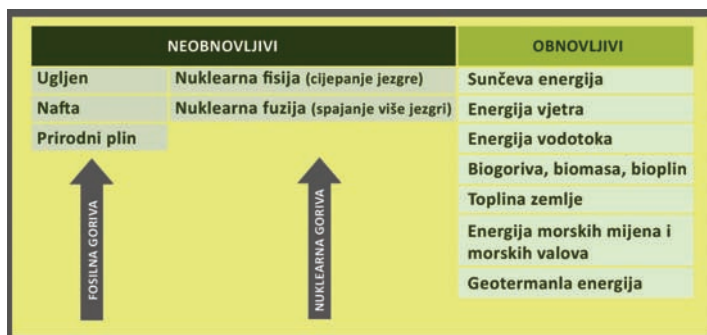 NEOBNOVLJIVI
OBNOVLJIVI
Ugljen
Nuklearna fisija (cijepanje jezgre)
Sunčeva energija
Nafta
Nuklearna fuzija (spajanje više jezgri)
Energija vjetra
Prirodni plin
Energija vodotoka
Biogoriva, biomasa, bioplin
Toplina zemlje
Energija morskih mijena i
morskih valova
Geotermanla energija
FOSILNA GORIVA
NUKLEARNA GORIVA